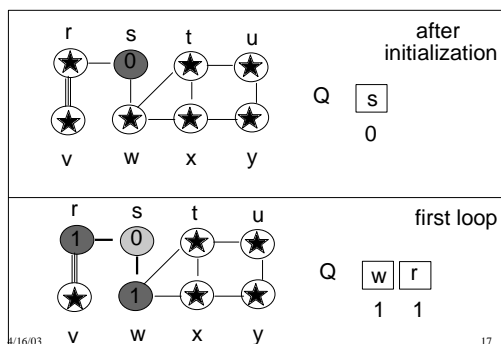 r s t u after
initialization
0
Q s
0
v w x y
r s t u first loop
1 0
Q w r
1
1 1
v w x y
4/16/03 17